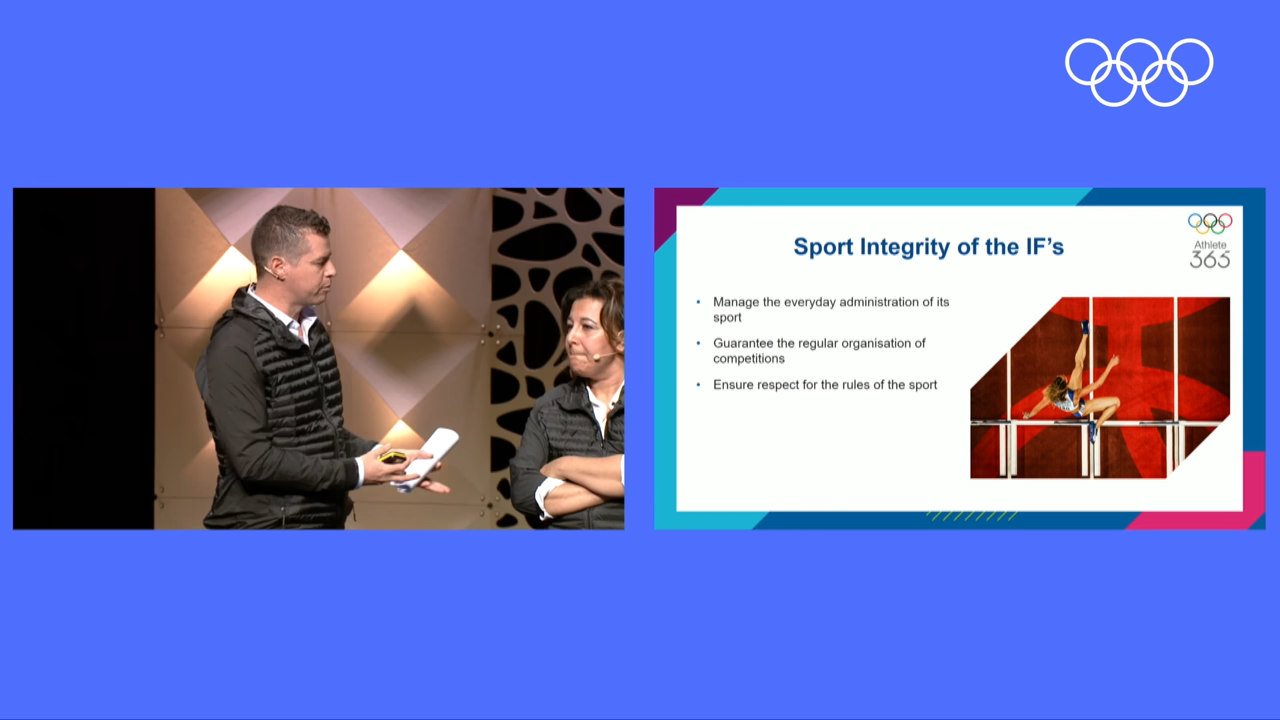 Sport Integrity of the IF's
Athlete
365
• Manage the everyday administration of its
sport
• Guarantee the regular organisation of
competitions
• Ensure respect for the rules of the sport